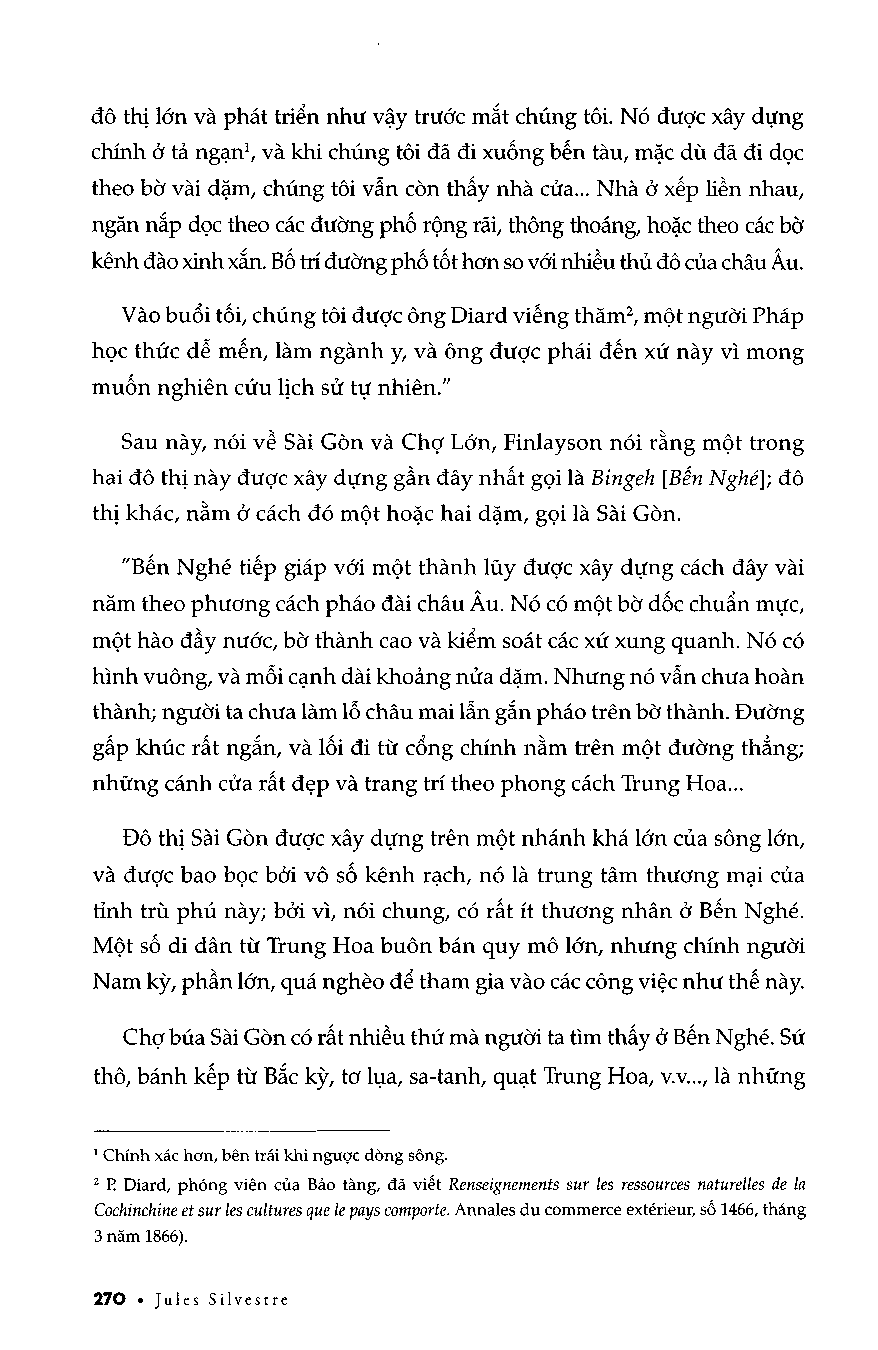 đô thị lớn và phát triển như vậy trước mắt chúng tôi. Nó được xây dựng
chính ở tả ngạn¹, và khi chúng tôi đã đi xuống bến tàu, mặc dù đã đi dọc
theo bờ vài dặm, chúng tôi vẫn còn thấy nhà cửa... Nhà ở xếp liền nhau,
ngăn nắp dọc theo các đường phố rộng rãi, thông thoáng, hoặc theo các bờ
kênh đào xinh xắn. Bố trí đường phố tốt hơn so với nhiều thủ đô của châu Âu.
Vào buổi tối, chúng tôi được ông Diard viếng thăm², một người Pháp
học thức dễ mến, làm ngành y, và ông được phái đến xứ này vì mong
muốn nghiên cứu lịch sử tự nhiên."
Sau này, nói về Sài Gòn và Chợ Lớn, Finlayson nói rằng một trong
hai đô thị này được xây dựng gần đây nhất gọi là Bingeh [Bến Nghé]; đô
thị khác, nằm ở cách đó một hoặc hai dặm, gọi là Sài Gòn.
"Bến Nghé tiếp giáp với một thành lũy được xây dựng cách đây vài
năm theo phương cách pháo đài châu Âu. Nó có một bờ dốc chuẩn mực,
một hào đầy nước, bờ thành cao và kiểm soát các xứ xung quanh. Nó có
hình vuông, và mỗi cạnh dài khoảng nửa dặm. Nhưng nó vẫn chưa hoàn
thành; người ta chưa làm lỗ châu mai lẫn gắn pháo trên bờ thành. Đường
gấp khúc rất ngắn, và lối đi từ cổng chính nằm trên một đường thẳng;
những cánh cửa rất đẹp và trang trí theo phong cách Trung Hoa...
Đô thị Sài Gòn được xây dựng trên một nhánh khá lớn của sông lớn,
và được bao bọc bởi vô số kênh rạch, nó là trung tâm thương mại của
tỉnh trù phú này; bởi vì, nói chung, có rất ít thương nhân ở Bến Nghé.
Một số di dân từ Trung Hoa buôn bán quy mô lớn, nhưng chính người
Nam kỳ, phần lớn, quá nghèo để tham gia vào các công việc như thế này.
Chợ búa Sài Gòn có rất nhiều thứ mà người ta tìm thấy ở Bến Nghé. Sứ
thô, bánh kếp từ Bắc kỳ, tơ lụa, sa-tanh, quạt Trung Hoa, v.v..., là những
¹ Chính xác hơn, bên trái khi ngược dòng sông.
² P. Diard, phóng viên của Bảo tàng, đã viết Renseignements sur les ressources naturelles de la
Cochinchine et sur les cultures que le pays comporte. Annales du commerce extérieur, số 1466, tháng
3 năm 1866).
270 • Jules Silvestre